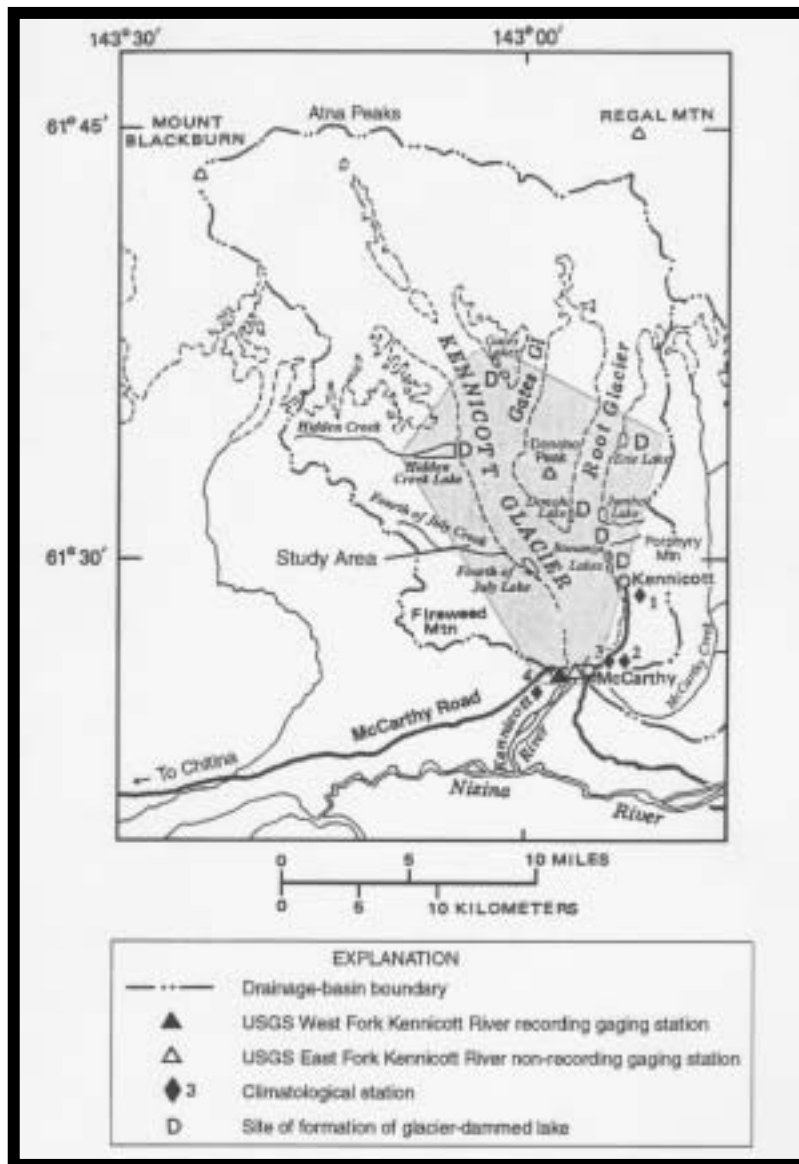 143° 30'
143° 00'
61° 45'
MOUNT
BLACKBURN
Atna Peaks
REGAL MTN
KENNICOTT GLACIER
Gates Gl
Root Glacier
Hidden Creek
Hidden
Creek Lake
D
D
D
Donoho
Peak
Erie Lake
Donoho
Lake
D
Jumbo
Lake
D
Fourth of July Creek
61° 30'
Study Area
Fourth of
July Lake
Lakes
D
Porphyry
Mtn
Kennicott
1
Fireweed
Mtn
3
2
McCarthy
McCarthy Creek
4
McCarthy Road
Kennicott
River
To Chitina
Nizina
River
0 5 10 MILES
0 5 10 KILOMETERS
EXPLANATION
Drainage-basin boundary
USGS West Fork Kennicott River recording gaging station
USGS East Fork Kennicott River non-recording gaging station
3 Climatological station
D Site of formation of glacier-dammed lake